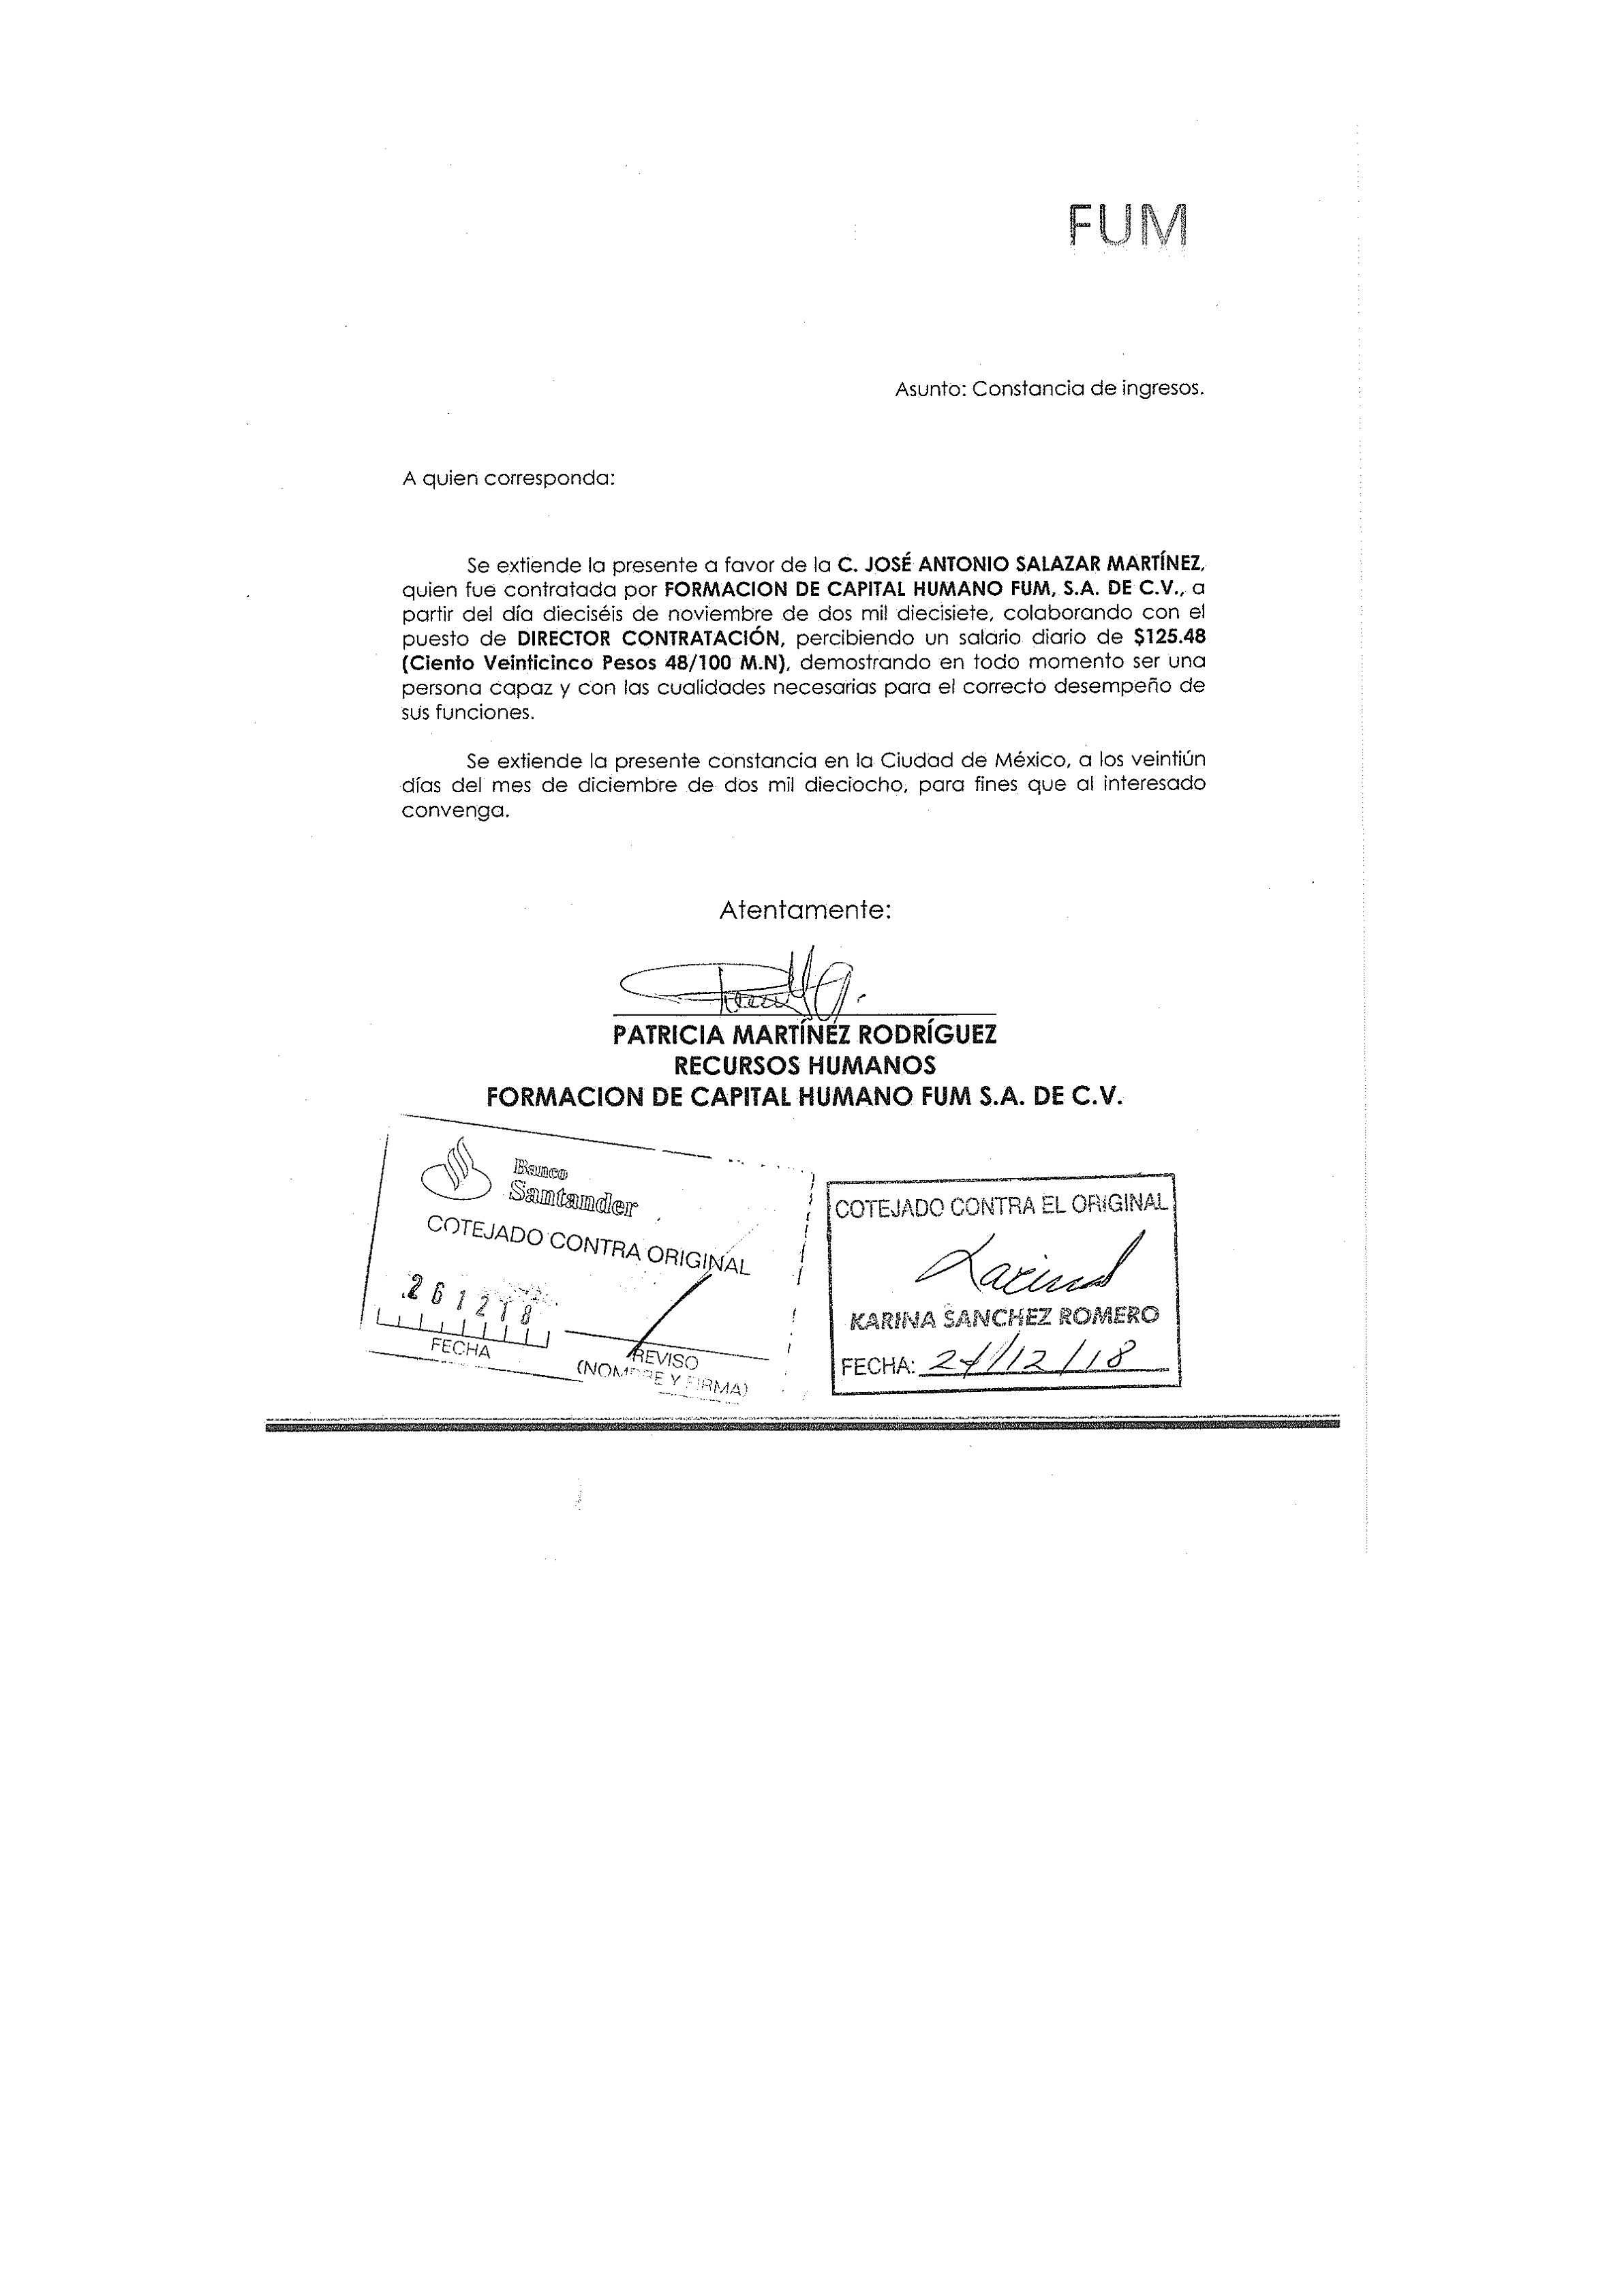 FUM
Asunto: Constancia de ingresos.
A quien corresponda:
Se extiende la presente a favor de la C. JOSÉ ANTONIO SALAZAR MARTÍNEZ,
quien fue contratada por FORMACION DE CAPITAL HUMANO FUM, S.A. DE C.V., a
partir del día dieciséis de noviembre de dos mil diecisiete, colaborando con el
puesto de DIRECTOR CONTRATACIÓN, percibiendo un salario diario de $125.48
(Ciento Veinticinco Pesos 48/100 M.N), demostrando en todo momento ser una
persona capaz y con las cualidades necesarias para el correcto desempeño de
sus funciones.
Se extiende la presente constancia en la Ciudad de México, a los veintiún
días del mes de diciembre de dos mil dieciocho, para fines que al interesado
convenga.
Atentamente:
PATRICIA MARTÍNEZ RODRÍGUEZ
RECURSOS HUMANOS
FORMACION DE CAPITAL HUMANO FUM S.A. DE C.V.
Banco
Santander
COTEJADO CONTRA ORIGINAL
261218
FECHA
REVISO
(NOMBRE Y FIRMA)
COTEJADO CONTRA EL ORIGINAL
KARINA SANCHEZ ROMERO
FECHA: /12/18